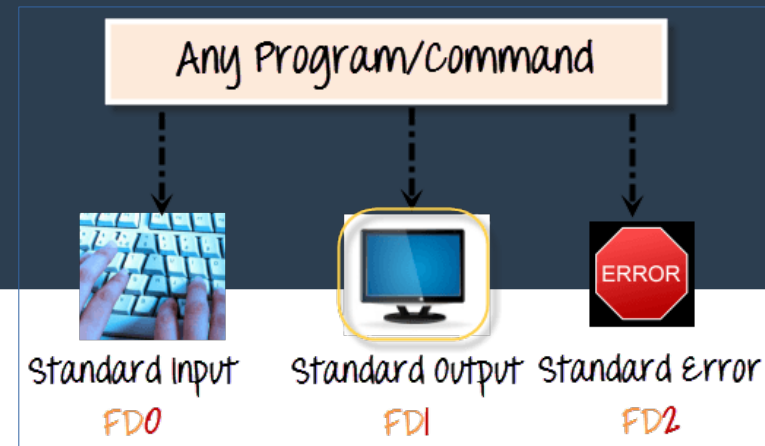 Any Program/Command
ERROR
Standard Input
Standard Output
Standard Error
FD0
FD1
FD2